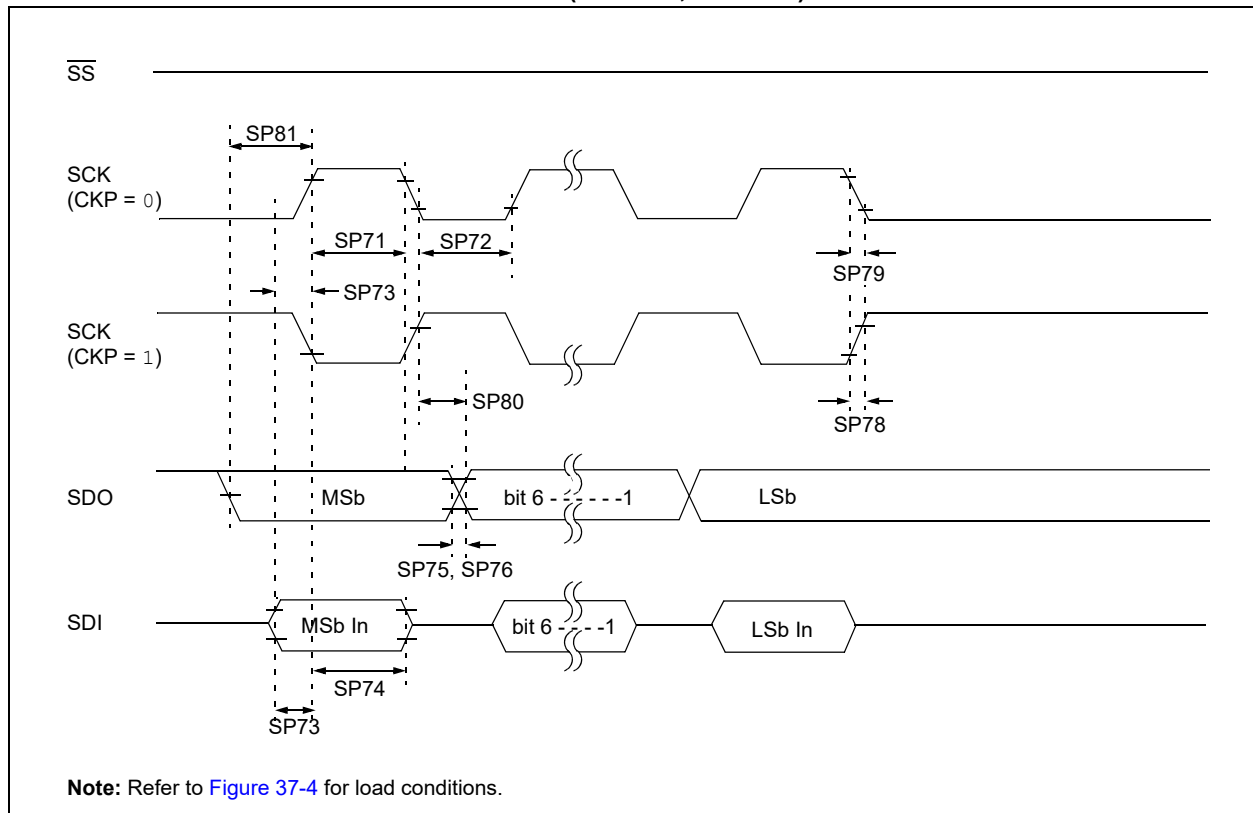 SS
SP81
SCK
(CKP = 0)
SP71
SP72
SP79
SP73
SCK
(CKP = 1)
SP80
SP78
SDO
MSb
bit 6 - - - - - - -1
LSb
SP75, SP76
SDI
MSb In
bit 6 - - - - -1
LSb In
SP74
SP73
Note: Refer to Figure 37-4 for load conditions.